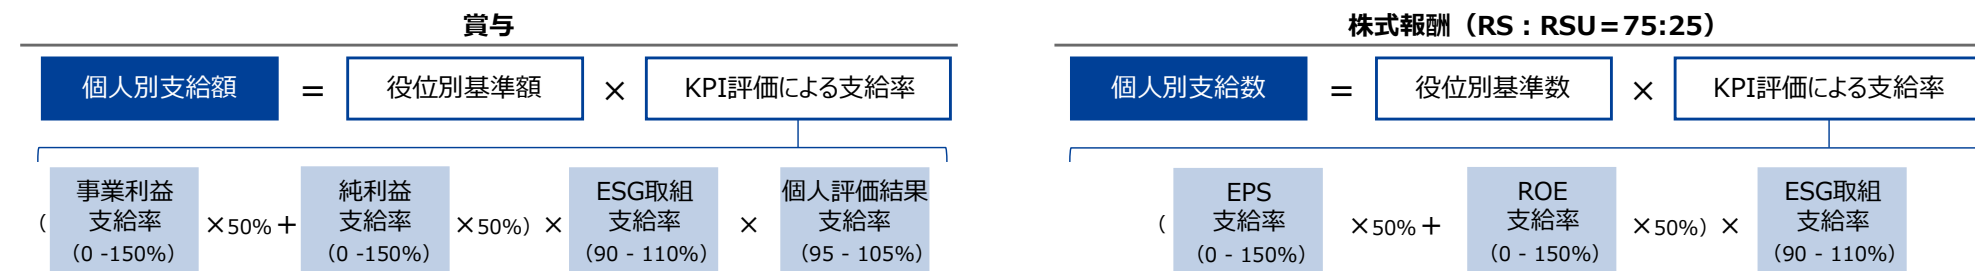 賞与
個人別支給額 = 役位別基準額 × KPI評価による支給率
(
事業利益
支給率
(0 -150%)
×50%+
純利益
支給率
(0 -150%)
×50%) ×
ESG取組
支給率
(90 - 110%)
×
個人評価結果
支給率
(95 - 105%)
株式報酬（RS：RSU=75:25）
個人別支給数 = 役位別基準数 × KPI評価による支給率
(
EPS
支給率
(0 - 150%)
×50%+
ROE
支給率
(0 - 150%)
×50%) ×
ESG取組
支給率
(90 - 110%)